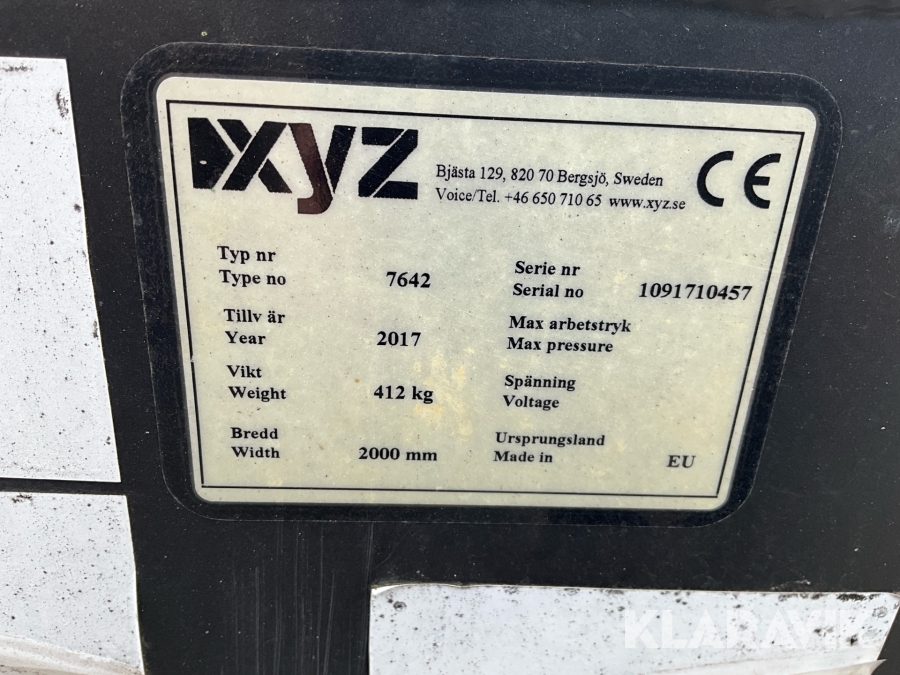 XYZ
Bjästa 129, 820 70 Bergsjö, Sweden
Voice/Tel. +46 650 710 65 www.xyz.se
CE
Typ nr
Type no 7642
Serie nr
Serial no 1091710457
Tillv är
Year 2017
Max arbetstryk
Max pressure
Vikt
Weight 412 kg
Spänning
Voltage
Bredd
Width 2000 mm
Ursprungsland
Made in EU
KLARAVIK